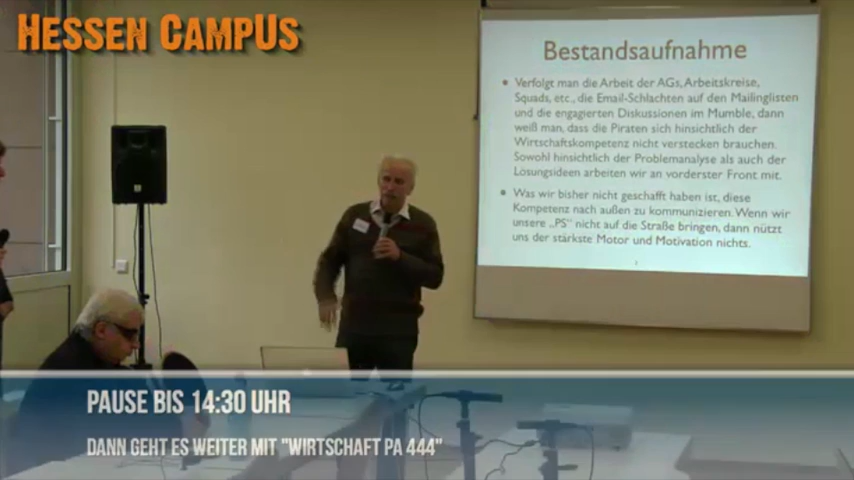 HESSEN CAMPUS
Bestandsaufnahme
• Verfolgt man die Arbeit der AGs, Arbeitskreise,
Squads, etc., die Email-Schlachten auf den Mailinglisten
und die engagierten Diskussionen im Mumble, dann
weiß man, dass die Piraten sich hinsichtlich der
Wirtschaftskompetenz nicht verstecken brauchen.
Sowohl hinsichtlich der Problemanalyse als auch der
Lösungsideen arbeiten wir an vorderster Front mit.
• Was wir bisher nicht geschafft haben ist, diese
Kompetenz nach außen zu kommunizieren. Wenn wir
unsere „PS“ nicht auf die Straße bringen, dann nützt
uns der stärkste Motor und Motivation nichts.
PAUSE BIS 14:30 UHR
DANN GEHT ES WEITER MIT "WIRTSCHAFT PA 444"